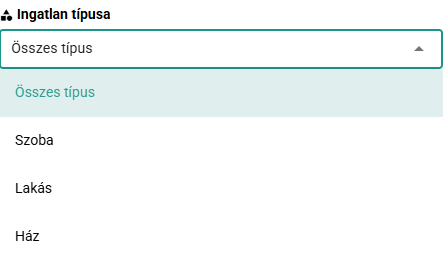 Ingatlan típusa
Összes típus
Összes típus
Szoba
Lakás
Ház